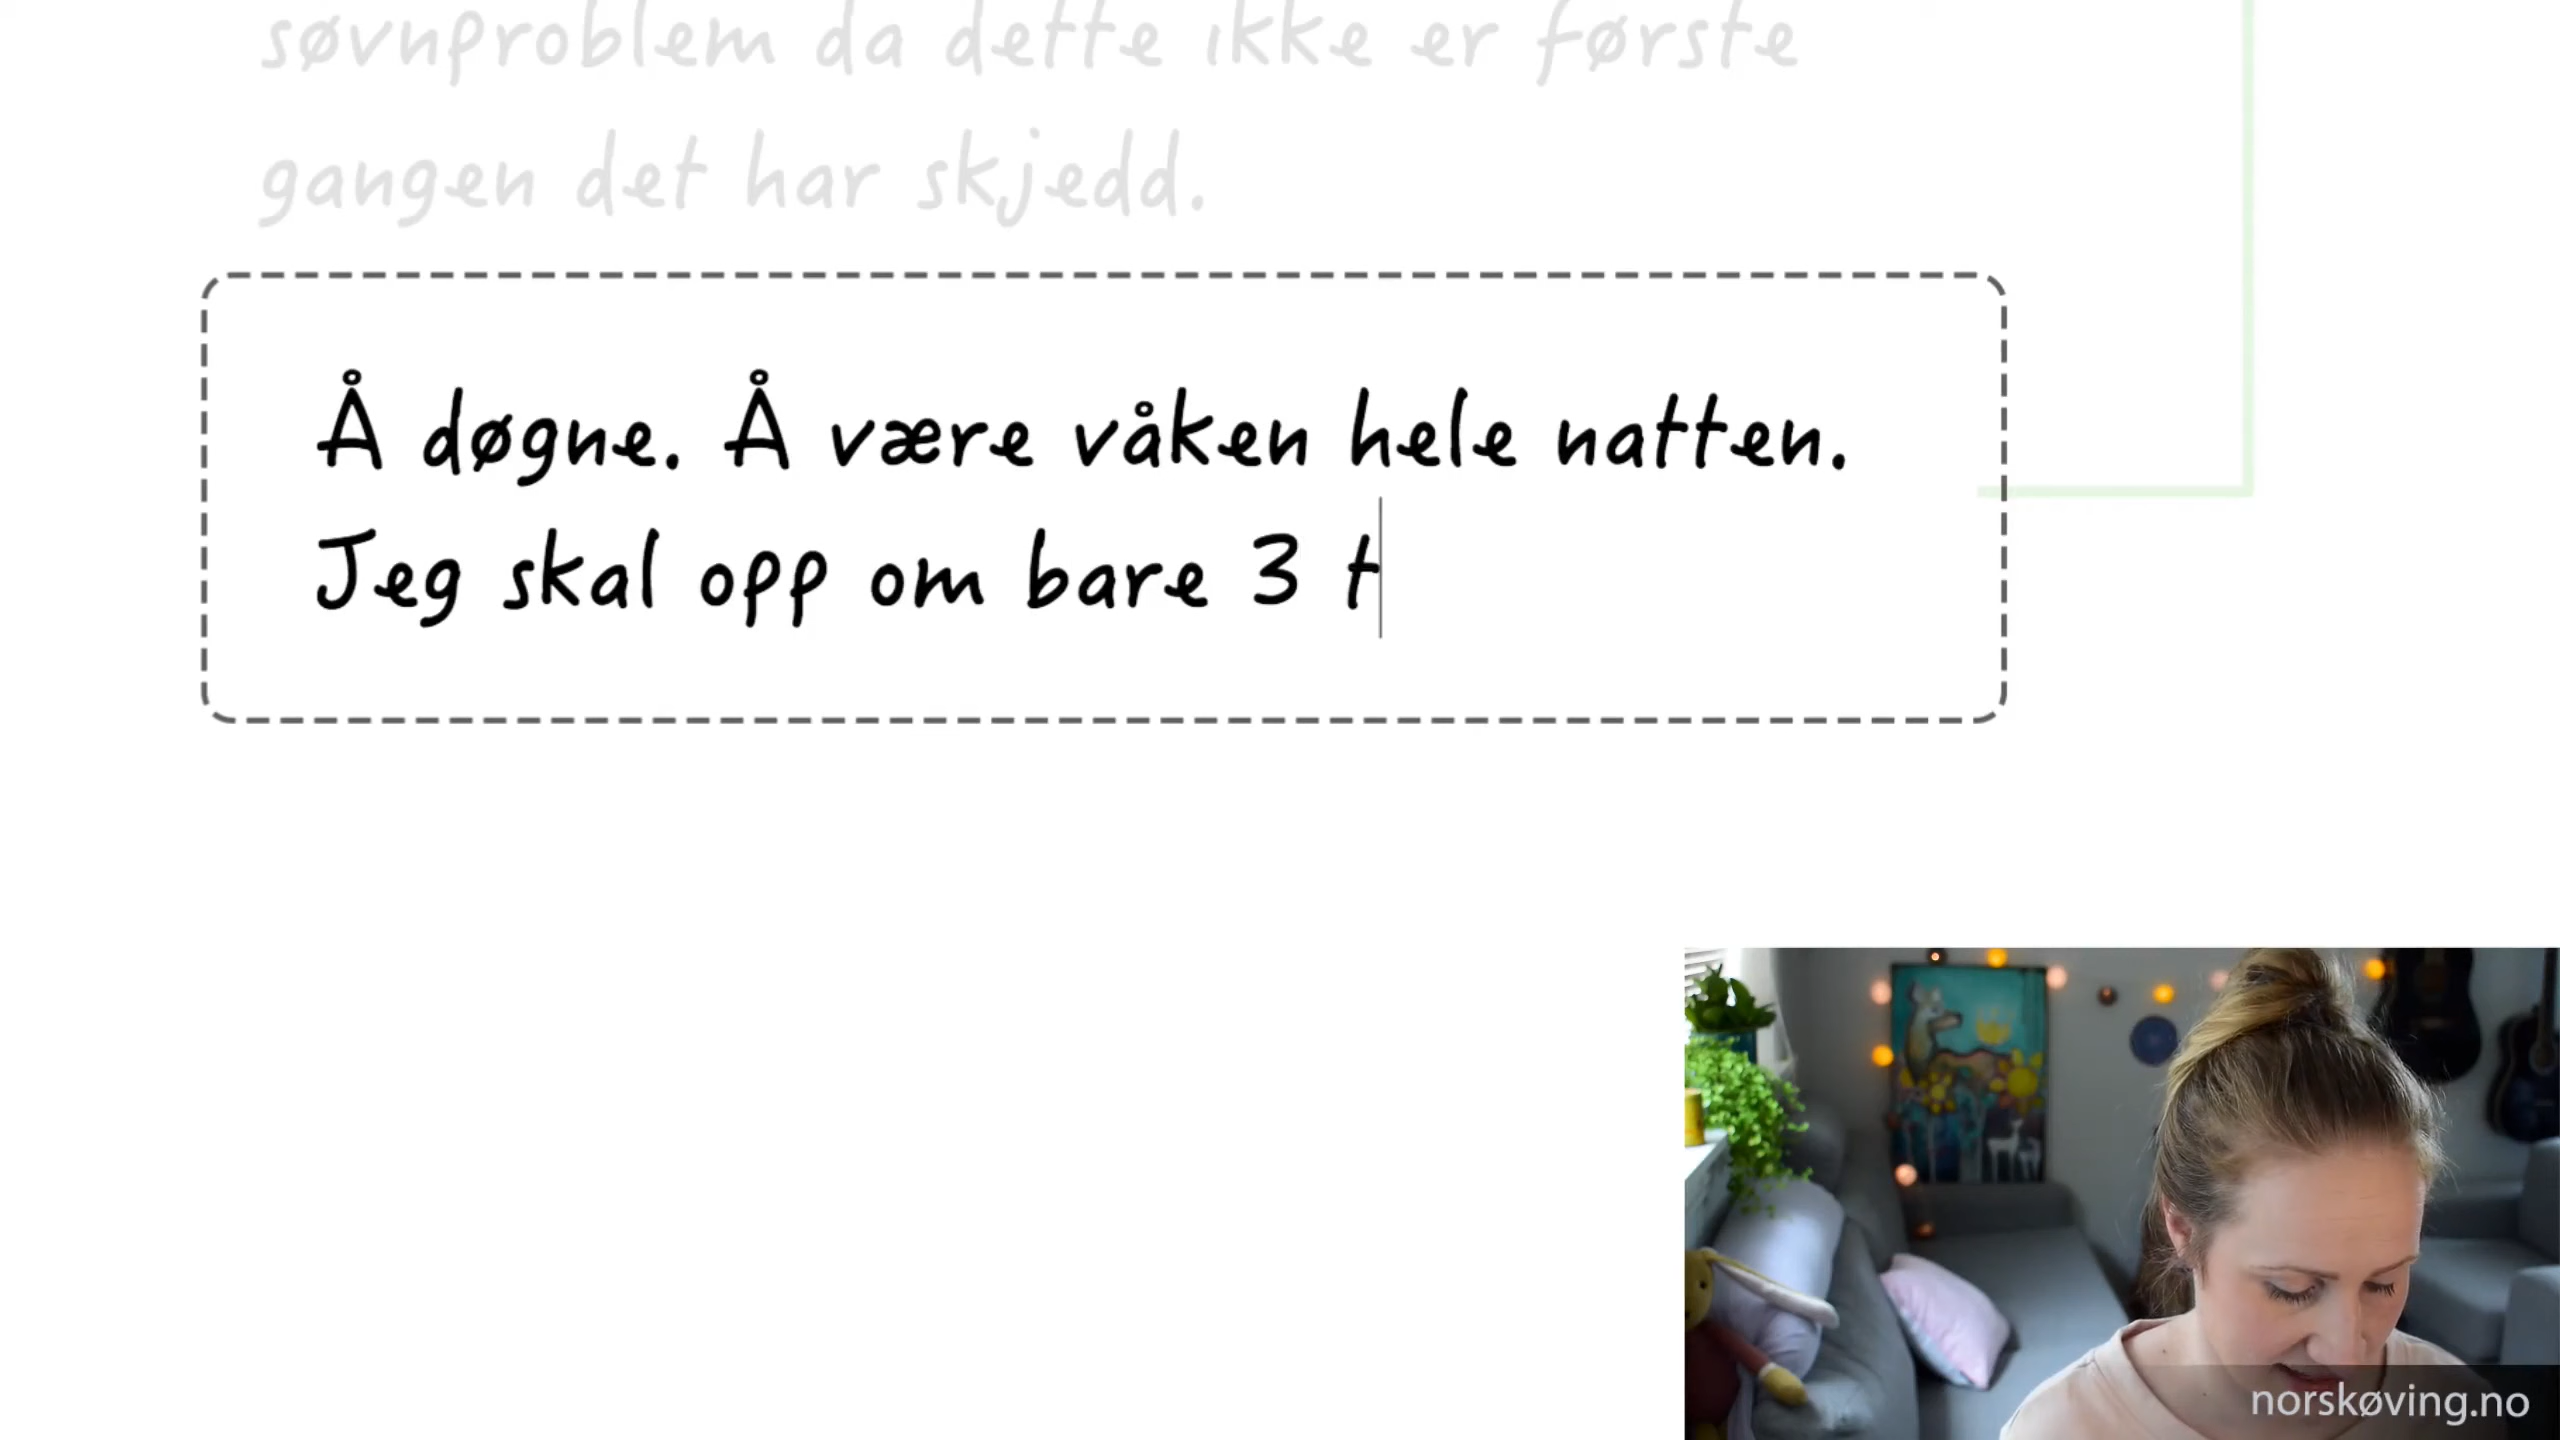 søvnproblem da dette ikke er første
gangen det har skjedd.
Å døgne. Å være våken hele natten.
Jeg skal opp om bare 3 t
norskøving.no